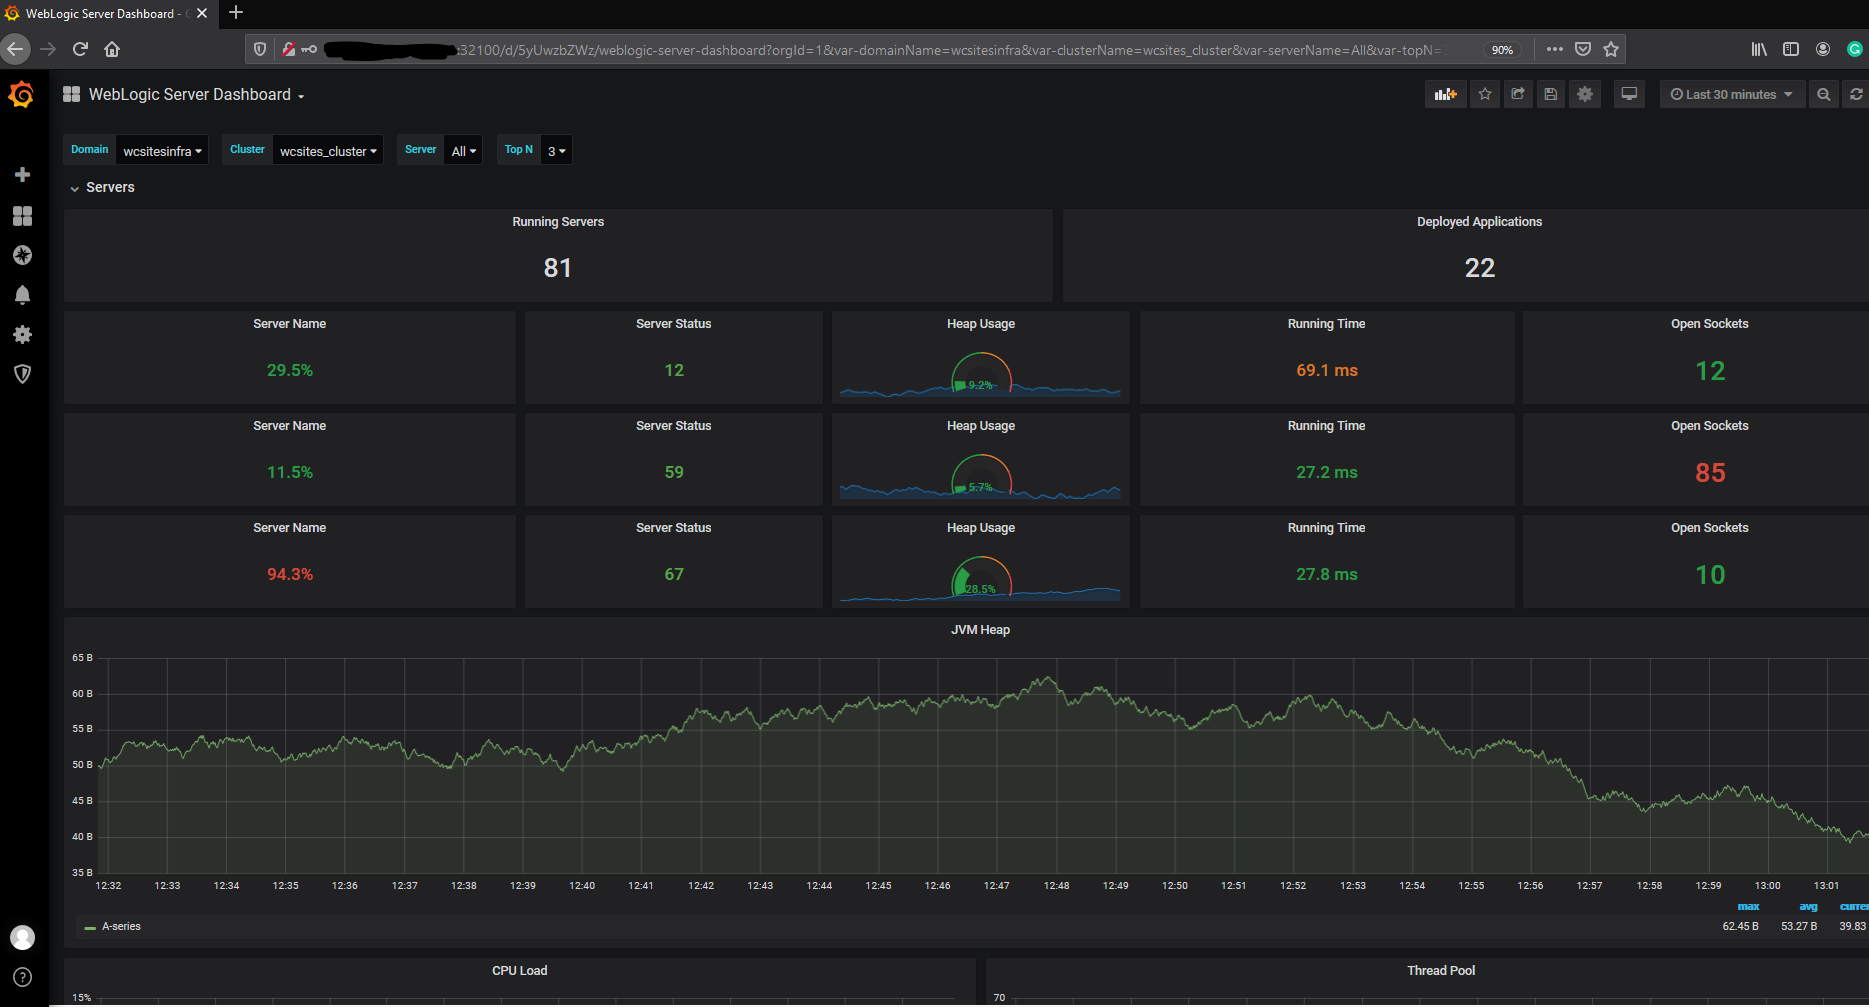 WebLogic Server Dashboard -
:32100/d/5yUwzbZWz/weblogic-server-dashboard?orgId=1&var-domainName=wcsitesinfra&var-clusterName=wcsites_cluster&var-serverName=All&var-topN=
90%
WebLogic Server Dashboard
Last 30 minutes
Domain wcsitesinfra Cluster wcsites_cluster Server All Top N 3
Servers
Running Servers Deployed Applications
81 22
Server Name Server Status Heap Usage Running Time Open Sockets
29.5% 12 9.2% 69.1 ms 12
Server Name Server Status Heap Usage Running Time Open Sockets
11.5% 59 5.7% 27.2 ms 85
Server Name Server Status Heap Usage Running Time Open Sockets
94.3% 67 28.5% 27.8 ms 10
JVM Heap
65 B
60 B
55 B
50 B
45 B
40 B
35 B
12:32 12:33 12:34 12:35 12:36 12:37 12:38 12:39 12:40 12:41 12:42 12:43 12:44 12:45 12:46 12:47 12:48 12:49 12:50 12:51 12:52 12:53 12:54 12:55 12:56 12:57 12:58 12:59 13:00 13:01
max avg curre
A-series 62.45 B 53.27 B 39.83
CPU Load Thread Pool
15% 70